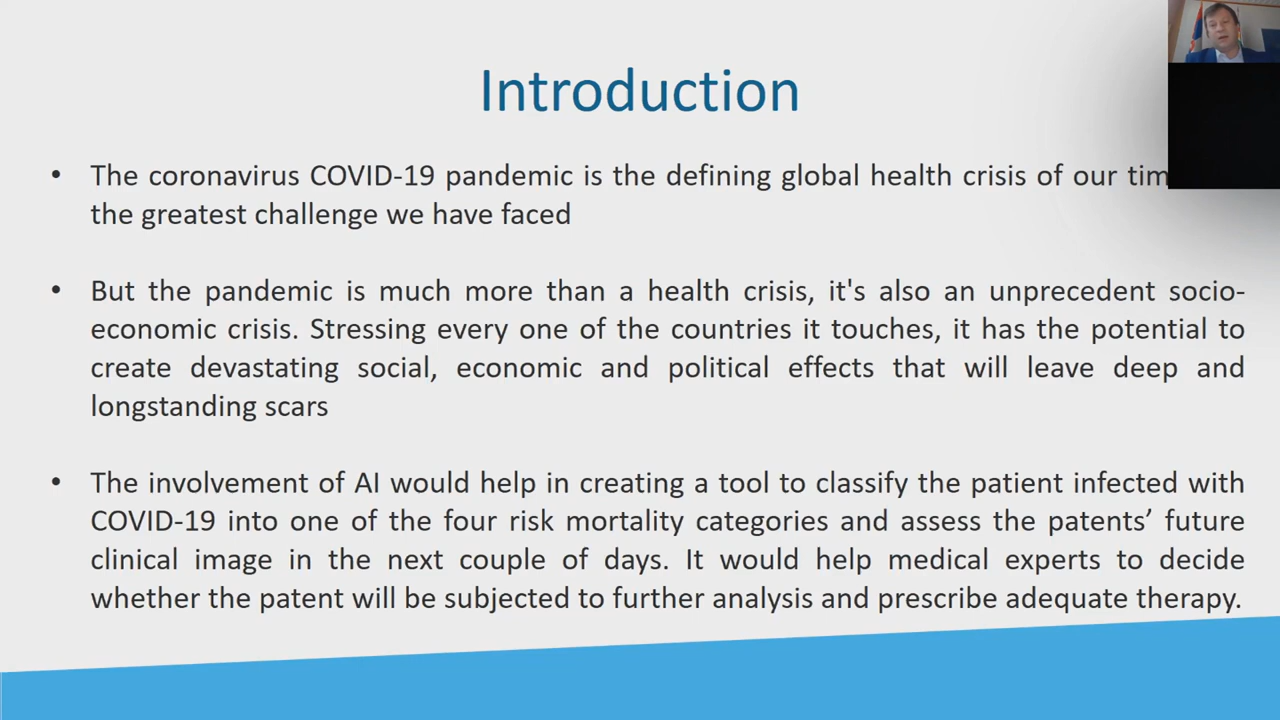 Introduction
• The coronavirus COVID-19 pandemic is the defining global health crisis of our
the greatest challenge we have faced
• But the pandemic is much more than a health crisis, it's also an unprecedent socio-
economic crisis. Stressing every one of the countries it touches, it has the potential to
create devastating social, economic and political effects that will leave deep and
longstanding scars
• The involvement of AI would help in creating a tool to classify the patient infected with
COVID-19 into one of the four risk mortality categories and assess the patents’ future
clinical image in the next couple of days. It would help medical experts to decide
whether the patent will be subjected to further analysis and prescribe adequate therapy.